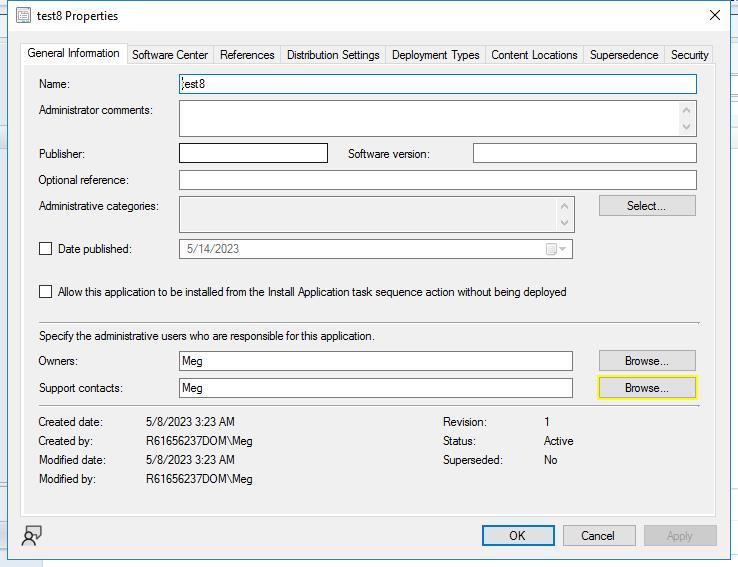 test8 Properties
General Information Software Center References Distribution Settings Deployment Types Content Locations Supersedence Security
Name: test8
Administrator comments:
Publisher: Software version:
Optional reference:
Administrative categories: Select...
Date published: 5/14/2023
Allow this application to be installed from the Install Application task sequence action without being deployed
Specify the administrative users who are responsible for this application.
Owners: Meg Browse...
Support contacts: Meg Browse...
Created date: 5/8/2023 3:23 AM Revision: 1
Created by: R61656237DOM\Meg Status: Active
Modified date: 5/8/2023 3:23 AM Superseded: No
Modified by: R61656237DOM\Meg
OK Cancel Apply